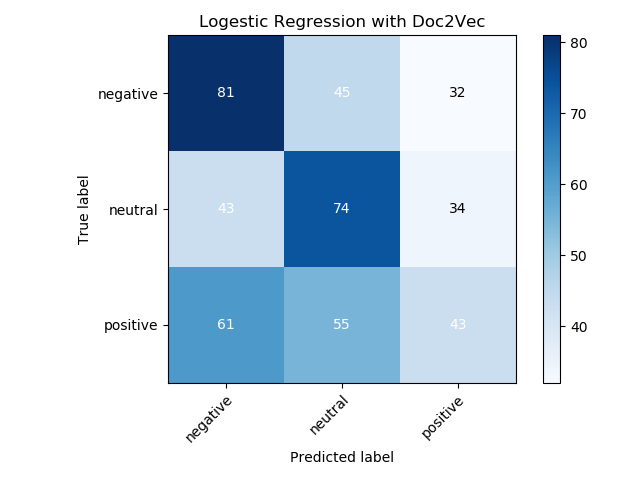 Logestic Regression with Doc2Vec
True label
negative 81 45 32
neutral 43 74 34
positive 61 55 43
negative neutral positive
Predicted label
80
70
60
50
40